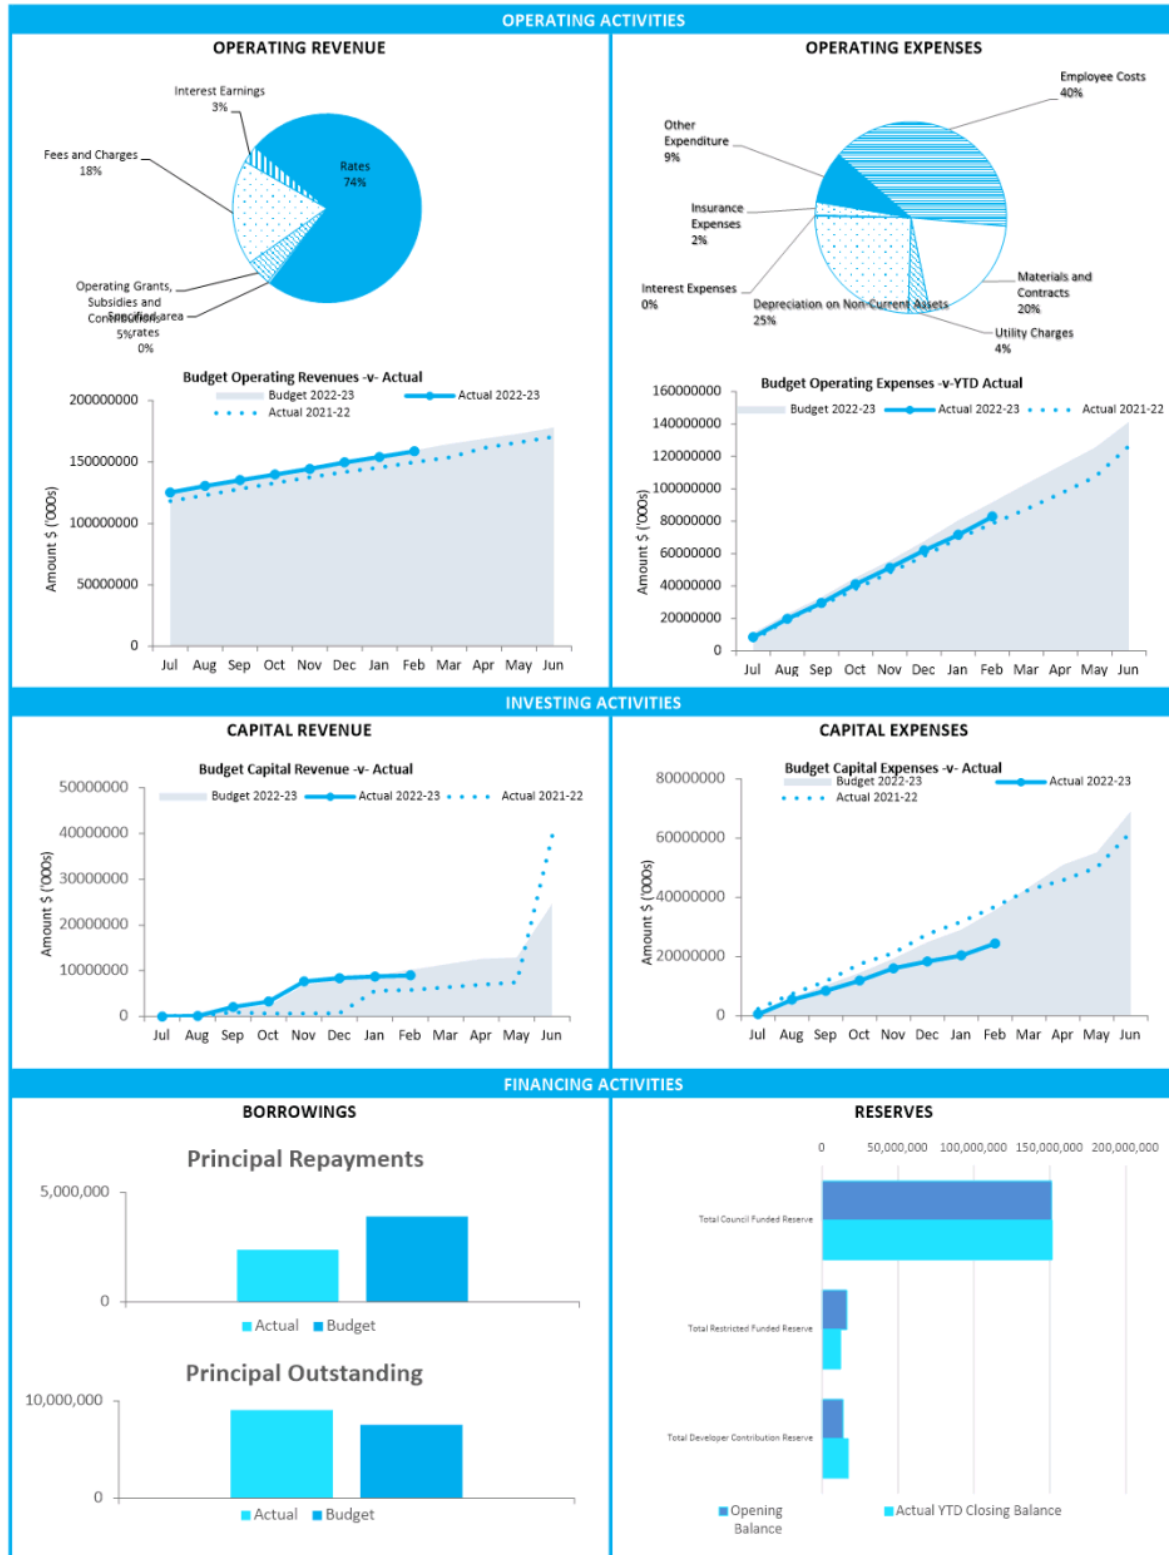 OPERATING ACTIVITIES
OPERATING REVENUE
Interest Earnings
3%
Fees and Charges
18%
Rates
74%
Operating Grants,
Subsidies and
Contributions
5%
Specified area
rates
0%
Budget Operating Revenues -v- Actual
Budget 2022-23
Actual 2022-23
Actual 2021-22
Amount $ ('000s)
200000000
150000000
100000000
50000000
0
Jul Aug Sep Oct Nov Dec Jan Feb Mar Apr May Jun
OPERATING EXPENSES
Employee Costs
40%
Other
Expenditure
9%
Insurance
Expenses
2%
Interest Expenses
0%
Depreciation on Non-Current Assets
25%
Materials and
Contracts
20%
Utility Charges
4%
Budget Operating Expenses -v-YTD Actual
Budget 2022-23
Actual 2022-23
Actual 2021-22
Amount $ ('000s)
160000000
140000000
120000000
100000000
80000000
60000000
40000000
20000000
0
Jul Aug Sep Oct Nov Dec Jan Feb Mar Apr May Jun
INVESTING ACTIVITIES
CAPITAL REVENUE
Budget Capital Revenue -v- Actual
Budget 2022-23
Actual 2022-23
Actual 2021-22
Amount $ ('000s)
50000000
40000000
30000000
20000000
10000000
0
Jul Aug Sep Oct Nov Dec Jan Feb Mar Apr May Jun
CAPITAL EXPENSES
Budget Capital Expenses -v- Actual
Budget 2022-23
Actual 2022-23
Actual 2021-22
Amount $ ('000s)
80000000
60000000
40000000
20000000
0
Jul Aug Sep Oct Nov Dec Jan Feb Mar Apr May Jun
FINANCING ACTIVITIES
BORROWINGS
Principal Repayments
5,000,000
0
Actual Budget
Principal Outstanding
10,000,000
0
Actual Budget
RESERVES
0 50,000,000 100,000,000 150,000,000 200,000,000
Total Council Funded Reserve
Total Restricted Funded Reserve
Total Developer Contribution Reserve
Opening
Balance
Actual YTD Closing Balance